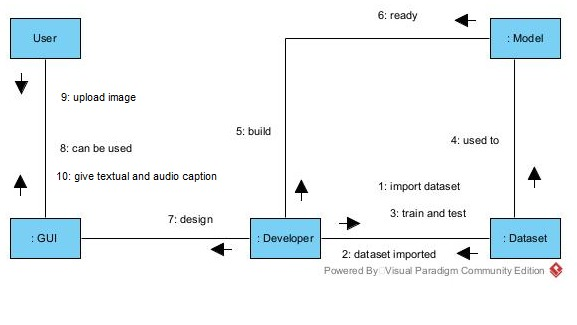 6: ready
User
: Model
9: upload image
5: build
4: used to
8: can be used
10: give textual and audio caption
1: import dataset
3: train and test
7: design
: GUI
: Developer
: Dataset
2: dataset imported
Powered By Visual Paradigm Community Edition